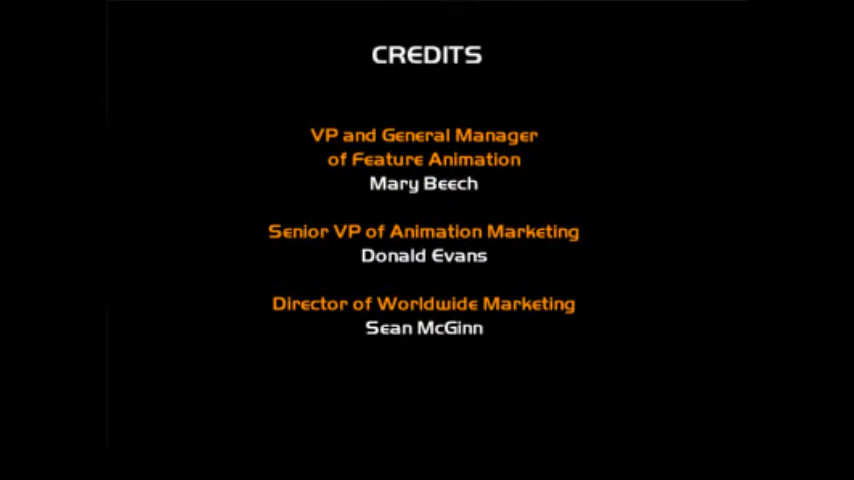 CREDITS
VP and General Manager
of Feature Animation
Mary Beech
Senior VP of Animation Marketing
Donald Evans
Director of Worldwide Marketing
Sean McGinn